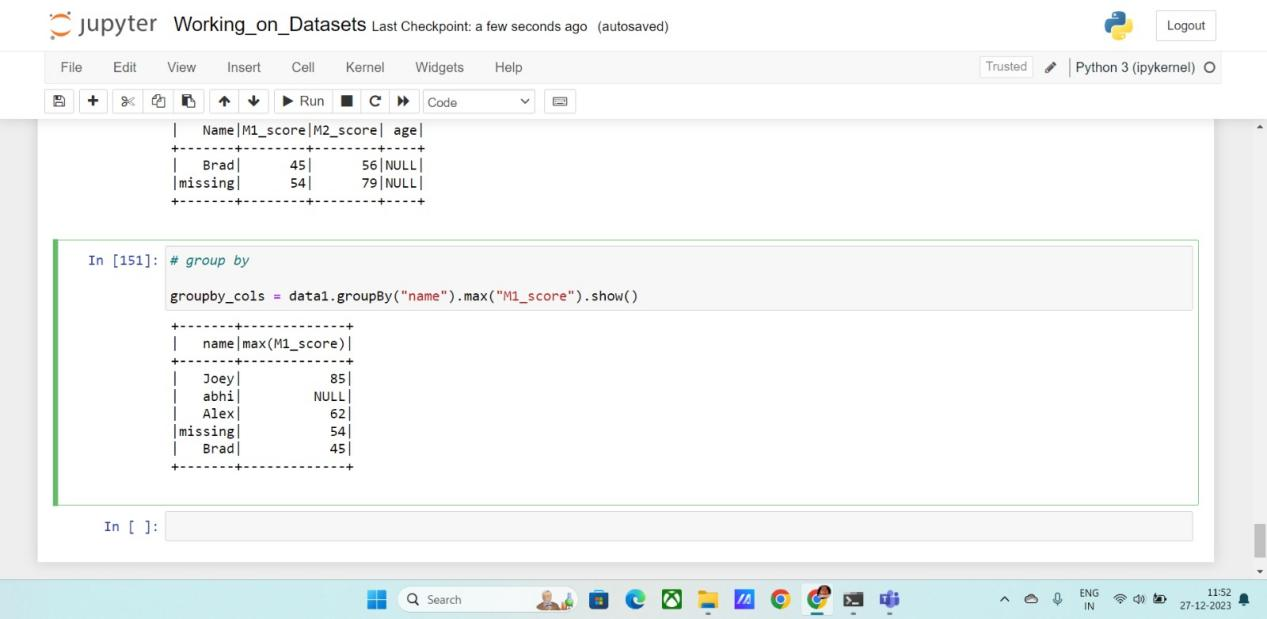 jupyter Working_on_Datasets Last Checkpoint: a few seconds ago (autosaved)
Logout
File Edit View Insert Cell Kernel Widgets Help
Trusted
Python 3 (ipykernel)
Run
Code
|   Name|M1_score|M2_score| age|
+-------+--------+--------+----+
|   Brad|      45|      56|NULL|
|missing|      54|      79|NULL|
+-------+--------+--------+----+
In [151]: # group by
groupby_cols = data1.groupBy("name").max("M1_score").show()
+-------+-------------+
|   name|max(M1_score)|
+-------+-------------+
|   Joey|           85|
|   abhi|         NULL|
|   Alex|           62|
|missing|           54|
|   Brad|           45|
+-------+-------------+
In [ ]:
Search
ENG
IN
11:52
27-12-2023